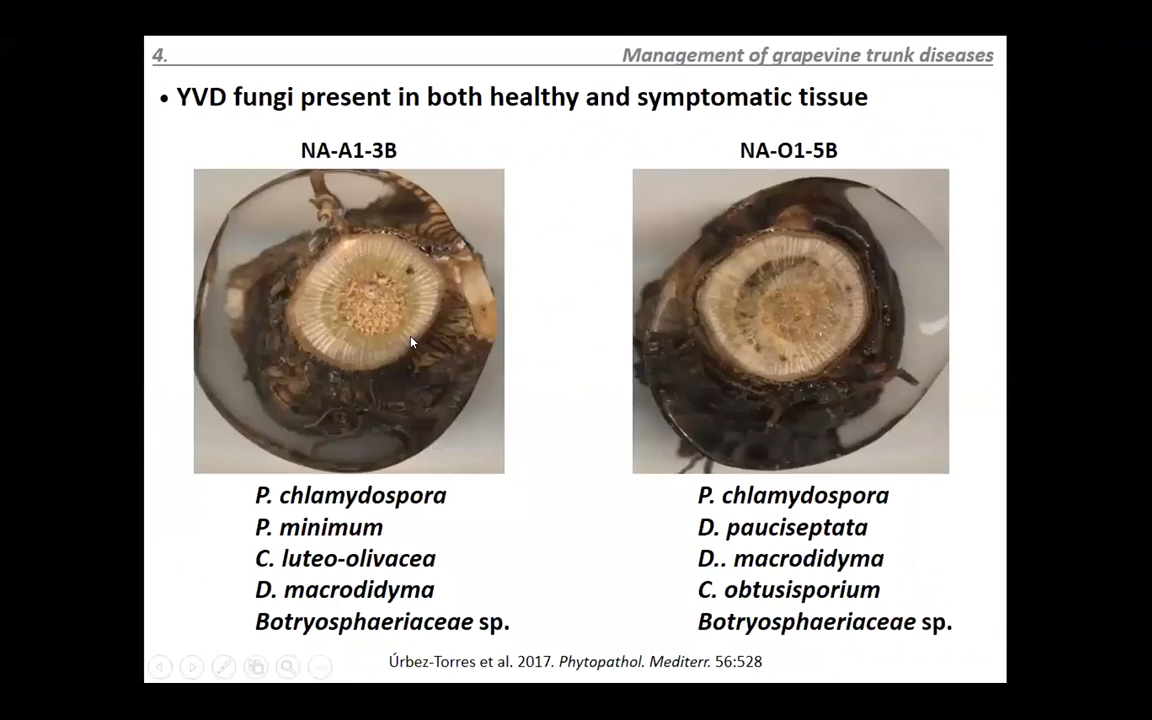 4.
Management of grapevine trunk diseases
• YVD fungi present in both healthy and symptomatic tissue
NA-A1-3B
NA-O1-5B
P. chlamydospora
P. minimum
C. luteo-olivacea
D. macrodidyma
Botryosphaeriaceae sp.
P. chlamydospora
D. pauciseptata
D.. macrodidyma
C. obtusisporium
Botryosphaeriaceae sp.
Úrbez-Torres et al. 2017. Phytopathol. Mediterr. 56:528